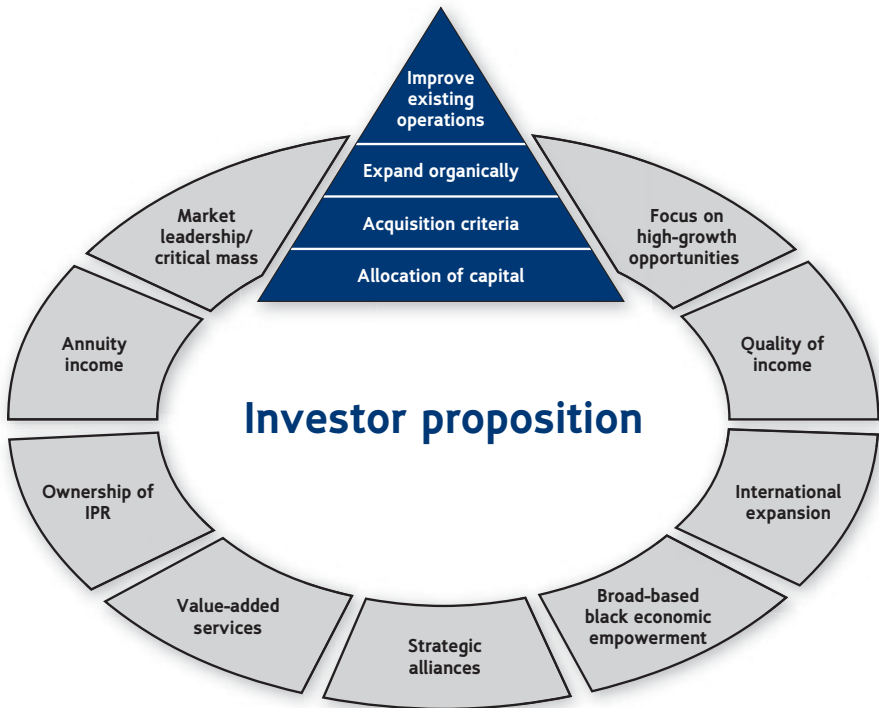 Improve
existing
operations
Expand organically
Acquisition criteria
Allocation of capital
Focus on
high-growth
opportunities
Quality of
income
International
expansion
Broad-based
black economic
empowerment
Strategic
alliances
Value-added
services
Ownership of
IPR
Annuity
income
Market
leadership/
critical mass
Investor proposition